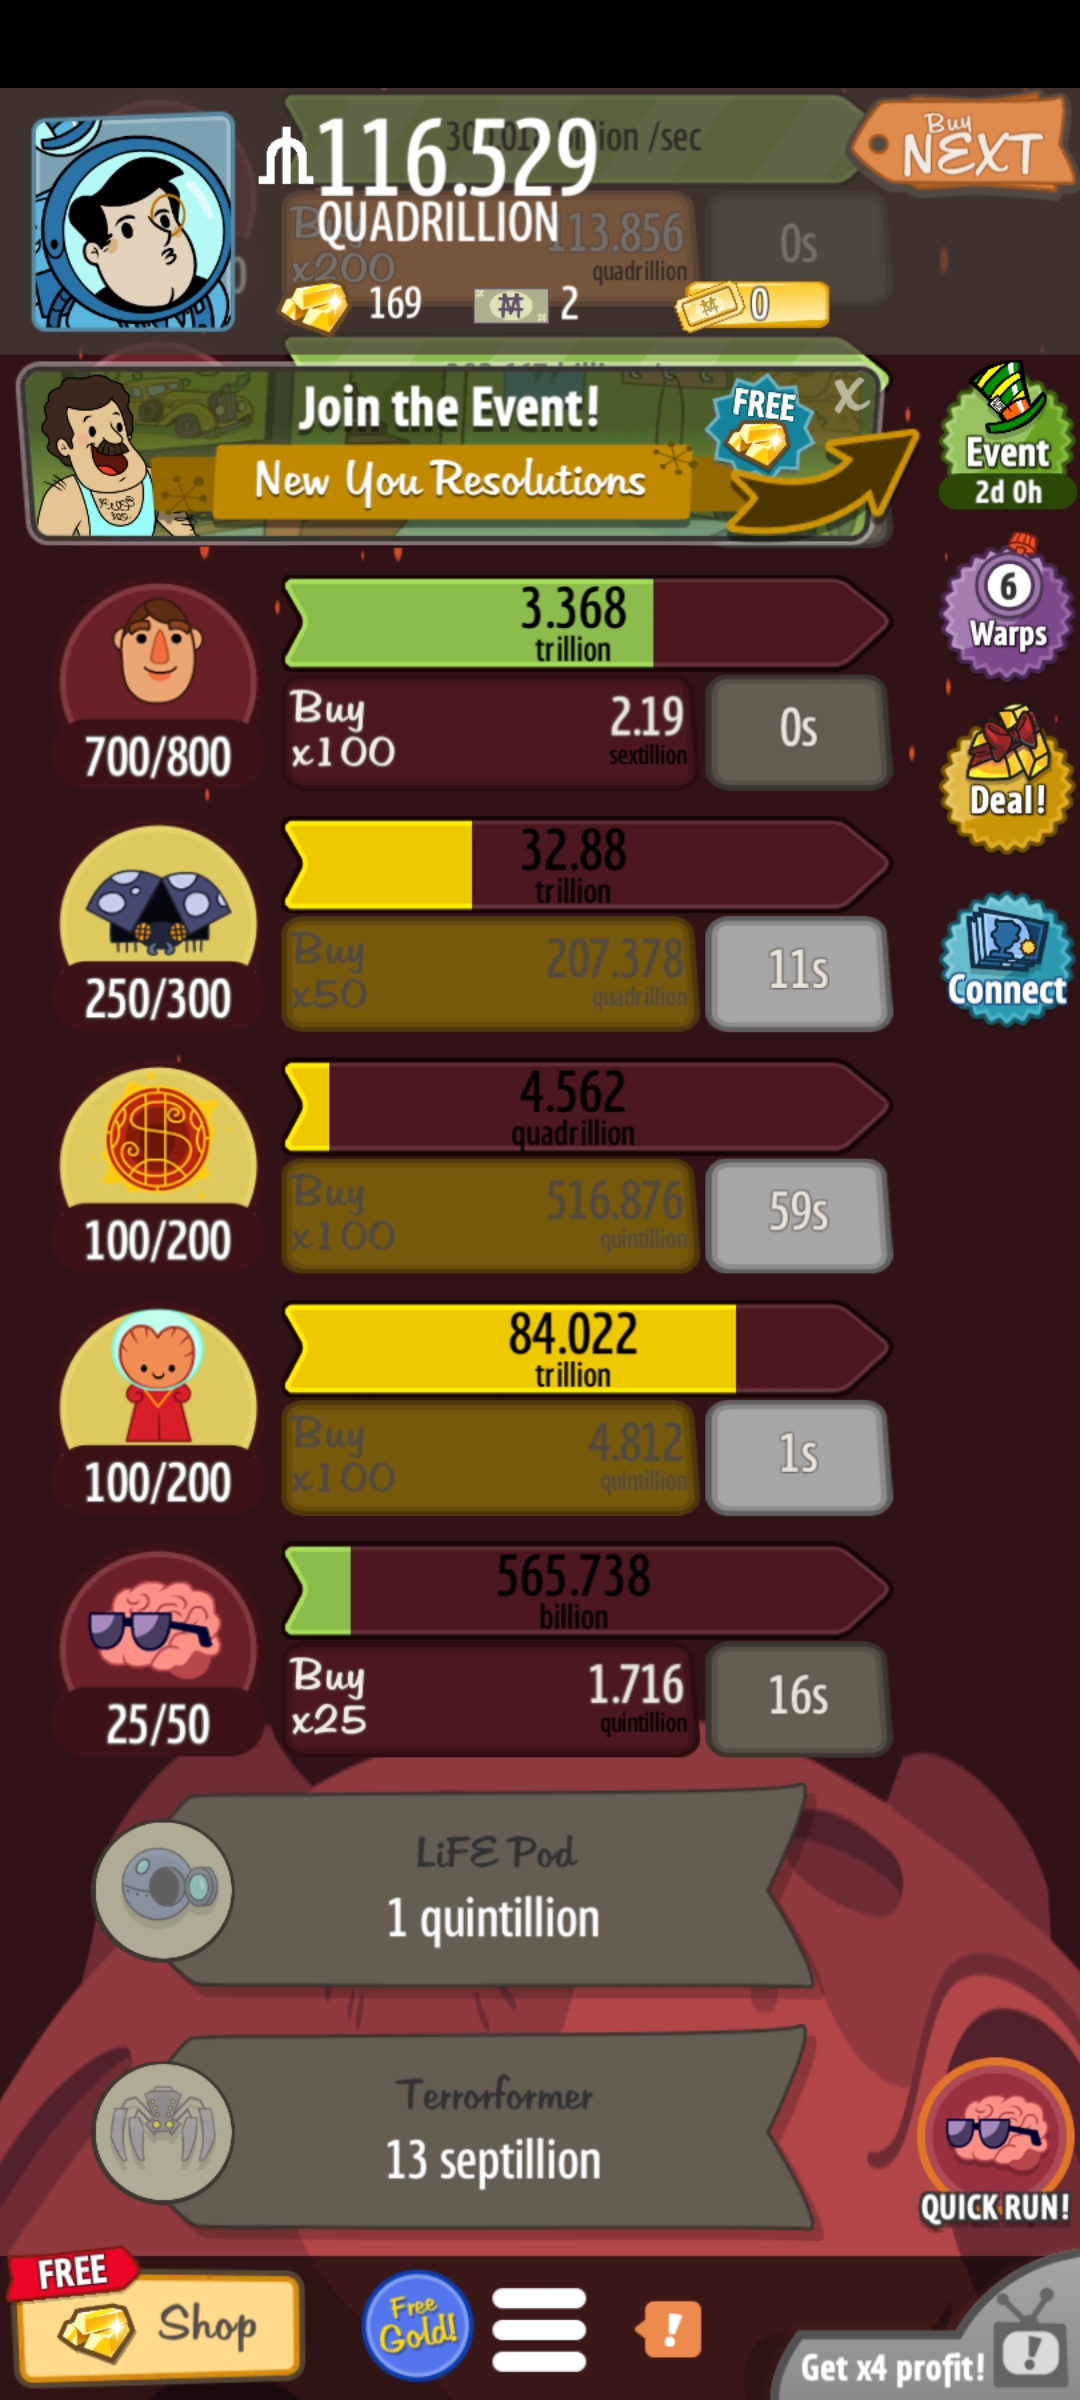 116.529
QUADRILLION
Buy
NEXT
billion /sec
Buy
x200
113.856
quadrillion
0s
169
2
0
Join the Event!
New You Resolutions
FREE
X
Event
2d 0h
6
Warps
Deal!
Connect
3.368
trillion
700/800
Buy
x100
2.19
sextillion
0s
32.88
trillion
250/300
Buy
x50
207.378
quadrillion
11s
4.562
quadrillion
100/200
Buy
x100
516.876
quintillion
59s
84.022
trillion
100/200
Buy
x100
4.812
quintillion
1s
565.738
billion
25/50
Buy
x25
1.716
quintillion
16s
LiFE Pod
1 quintillion
Terrorformer
13 septillion
QUICK RUN!
FREE
Shop
Free
Gold!
!
Get x4 profit!
!